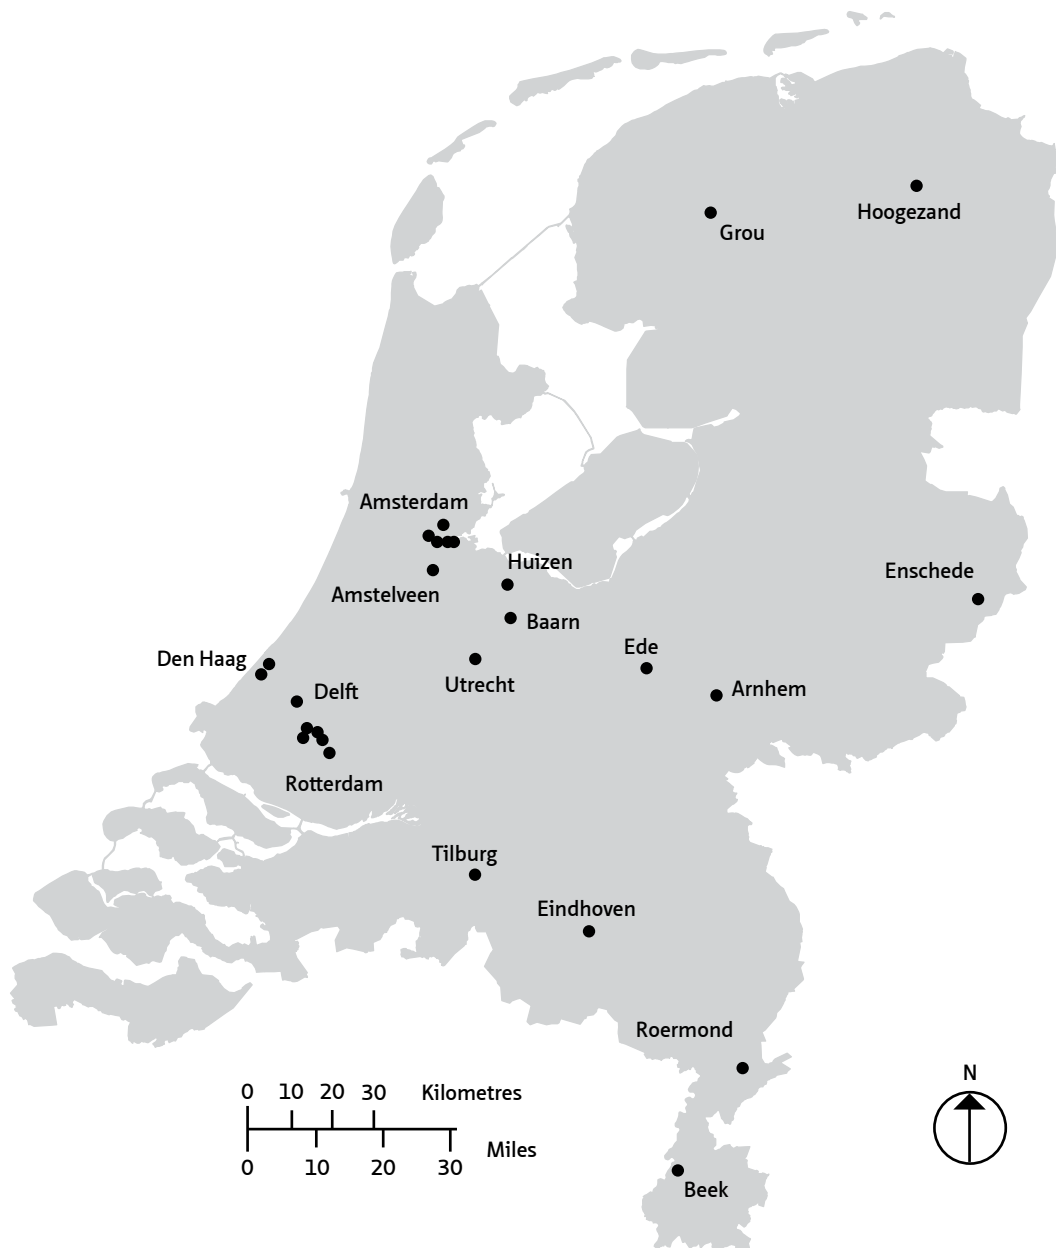 Hoogezand
Grou
Amsterdam
Huizen
Enschede
Amstelveen
Baarn
Ede
Den Haag
Utrecht
Arnhem
Delft
Rotterdam
Tilburg
Eindhoven
Roermond
N
0 10 20 30 Kilometres
Miles
0 10 20 30
Beek